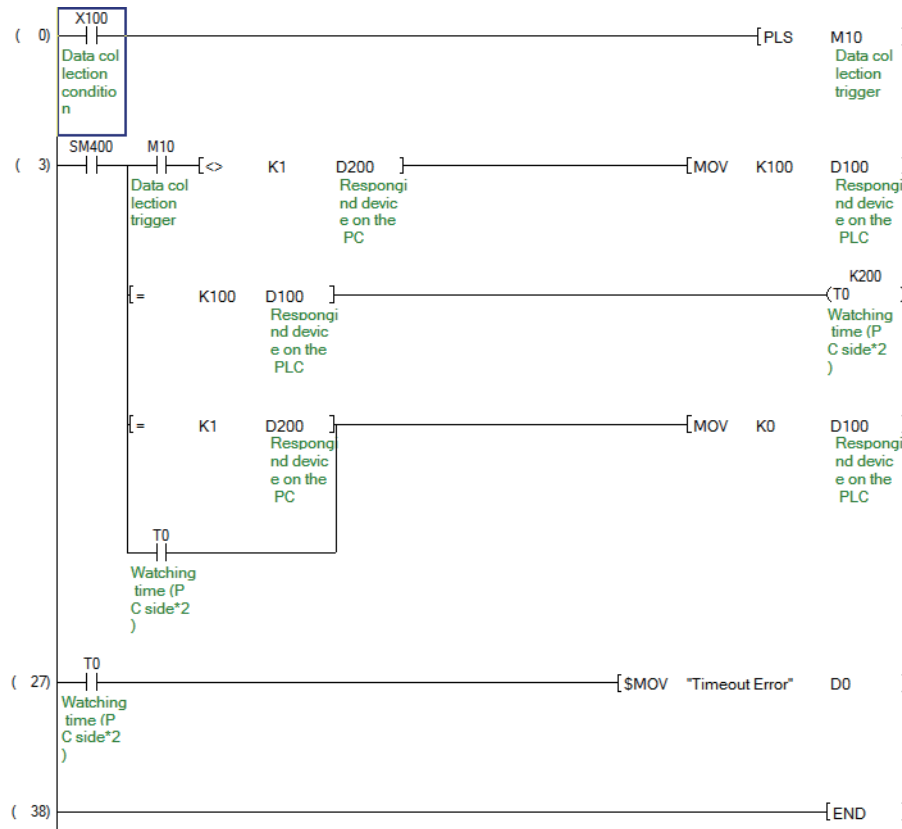 X100
( 0) [PLS M10
Data col
lection
conditio
n
Data col
lection
trigger
SM400 M10
( 3) [<> K1 D200 ] [MOV K100 D100
Data col
lection
trigger
Respongi
nd devic
e on the
PC
Respongi
nd devic
e on the
PLC
K200
[= K100 D100 ] (T0
Respongi
nd devic
e on the
PLC
Watching
time (P
C side*2
)
[= K1 D200 ] [MOV K0 D100
Respongi
nd devic
e on the
PC
Respongi
nd devic
e on the
PLC
T0
Watching
time (P
C side*2
)
T0
( 27) [$MOV "Timeout Error" D0
Watching
time (P
C side*2
)
( 38) [END